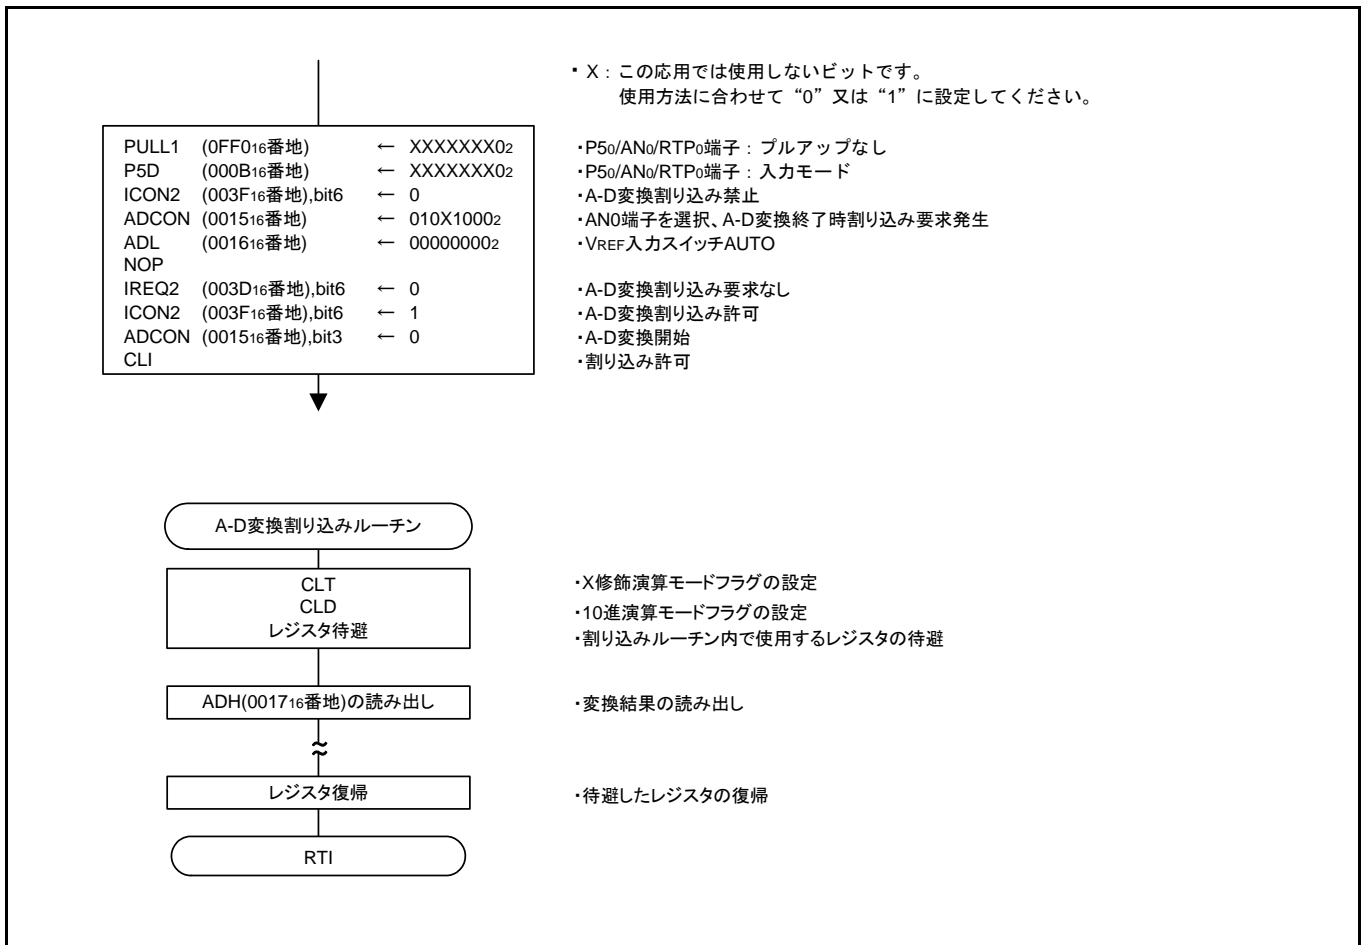 ・X：この応用では使用しないビットです。
使用方法に合わせて“0”又は“1”に設定してください。
PULL1 (0FF016番地) ← XXXXXXX02 ・P50/AN0/RTP0端子：プルアップなし
P5D (000B16番地) ← XXXXXXX02 ・P50/AN0/RTP0端子：入力モード
ICON2 (003F16番地),bit6 ← 0 ・A-D変換割り込み禁止
ADCON (001516番地) ← 010X10002 ・AN0端子を選択、A-D変換終了時割り込み要求発生
ADL (001616番地) ← 000000002 ・VREF入力スイッチAUTO
NOP
IREQ2 (003D16番地),bit6 ← 0 ・A-D変換割り込み要求なし
ICON2 (003F16番地),bit6 ← 1 ・A-D変換割り込み許可
ADCON (001516番地),bit3 ← 0 ・A-D変換開始
CLI ・割り込み許可
A-D変換割り込みルーチン
CLT ・X修飾演算モードフラグの設定
CLD ・10進演算モードフラグの設定
レジスタ待避 ・割り込みルーチン内で使用するレジスタの待避
ADH(001716番地)の読み出し ・変換結果の読み出し
レジスタ復帰 ・待避したレジスタの復帰
RTI